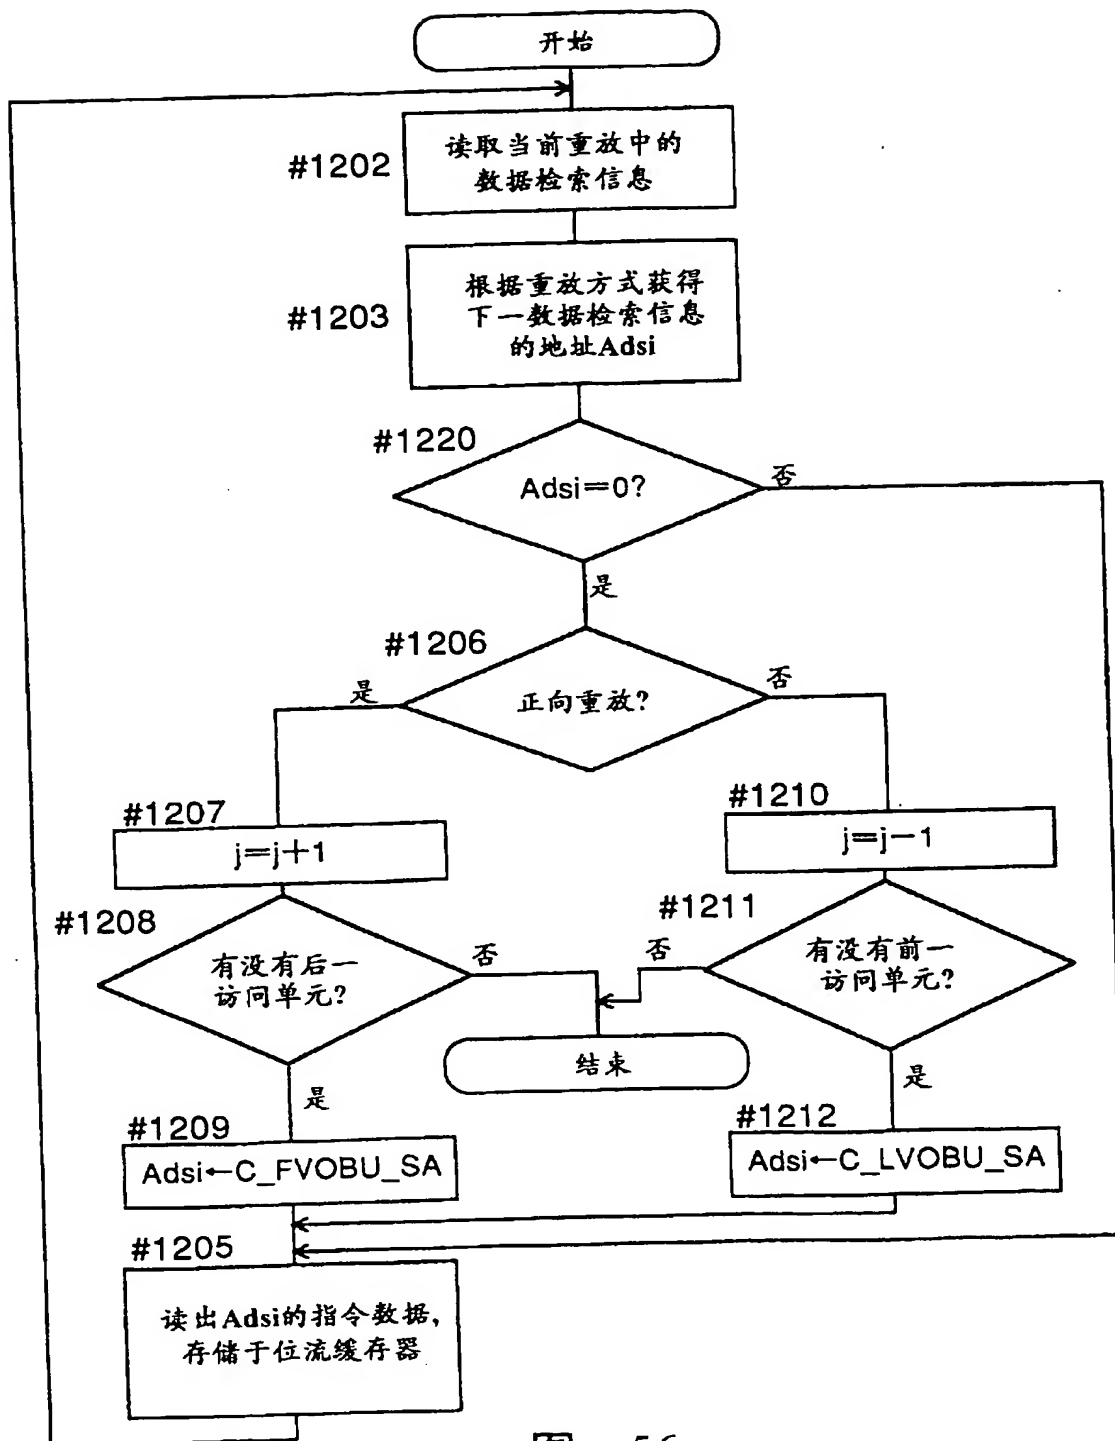 开始
#1202
读取当前重放中的
数据检索信息
#1203
根据重放方式获得
下一数据检索信息
的地址Adsi
#1220
Adsi=0?
否
是
#1206
正向重放?
是
否
#1207
j=j+1
#1210
j=j-1
#1208
有没有后一
访问单元?
否
#1211
有没有前一
访问单元?
否
结束
是
是
#1209
Adsi←C_FVOBU_SA
#1212
Adsi←C_LVOBU_SA
#1205
读出Adsi的指令数据,
存储于位流缓存器